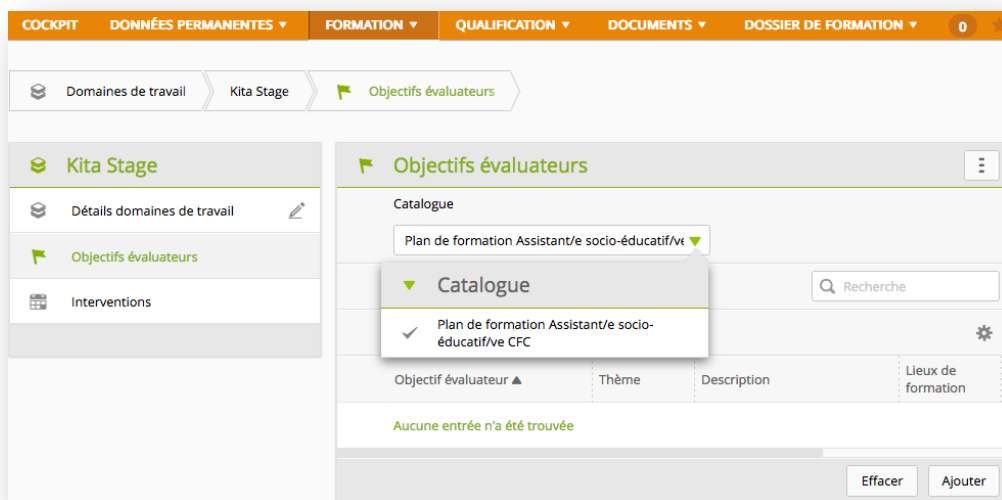 COCKPIT DONNÉES PERMANENTES ▼ FORMATION ▼ QUALIFICATION ▼ DOCUMENTS ▼ DOSSIER DE FORMATION ▼ 0
Domaines de travail Kita Stage Objectifs évaluateurs
Kita Stage
Détails domaines de travail
Objectifs évaluateurs
Interventions
Objectifs évaluateurs
Catalogue
Plan de formation Assistant/e socio-éducatif/ve
Catalogue
Plan de formation Assistant/e socio-
éducatif/ve CFC
Recherche
Objectif évaluateur ▲ Thème Description Lieux de
formation
Aucune entrée n'a été trouvée
Effacer Ajouter